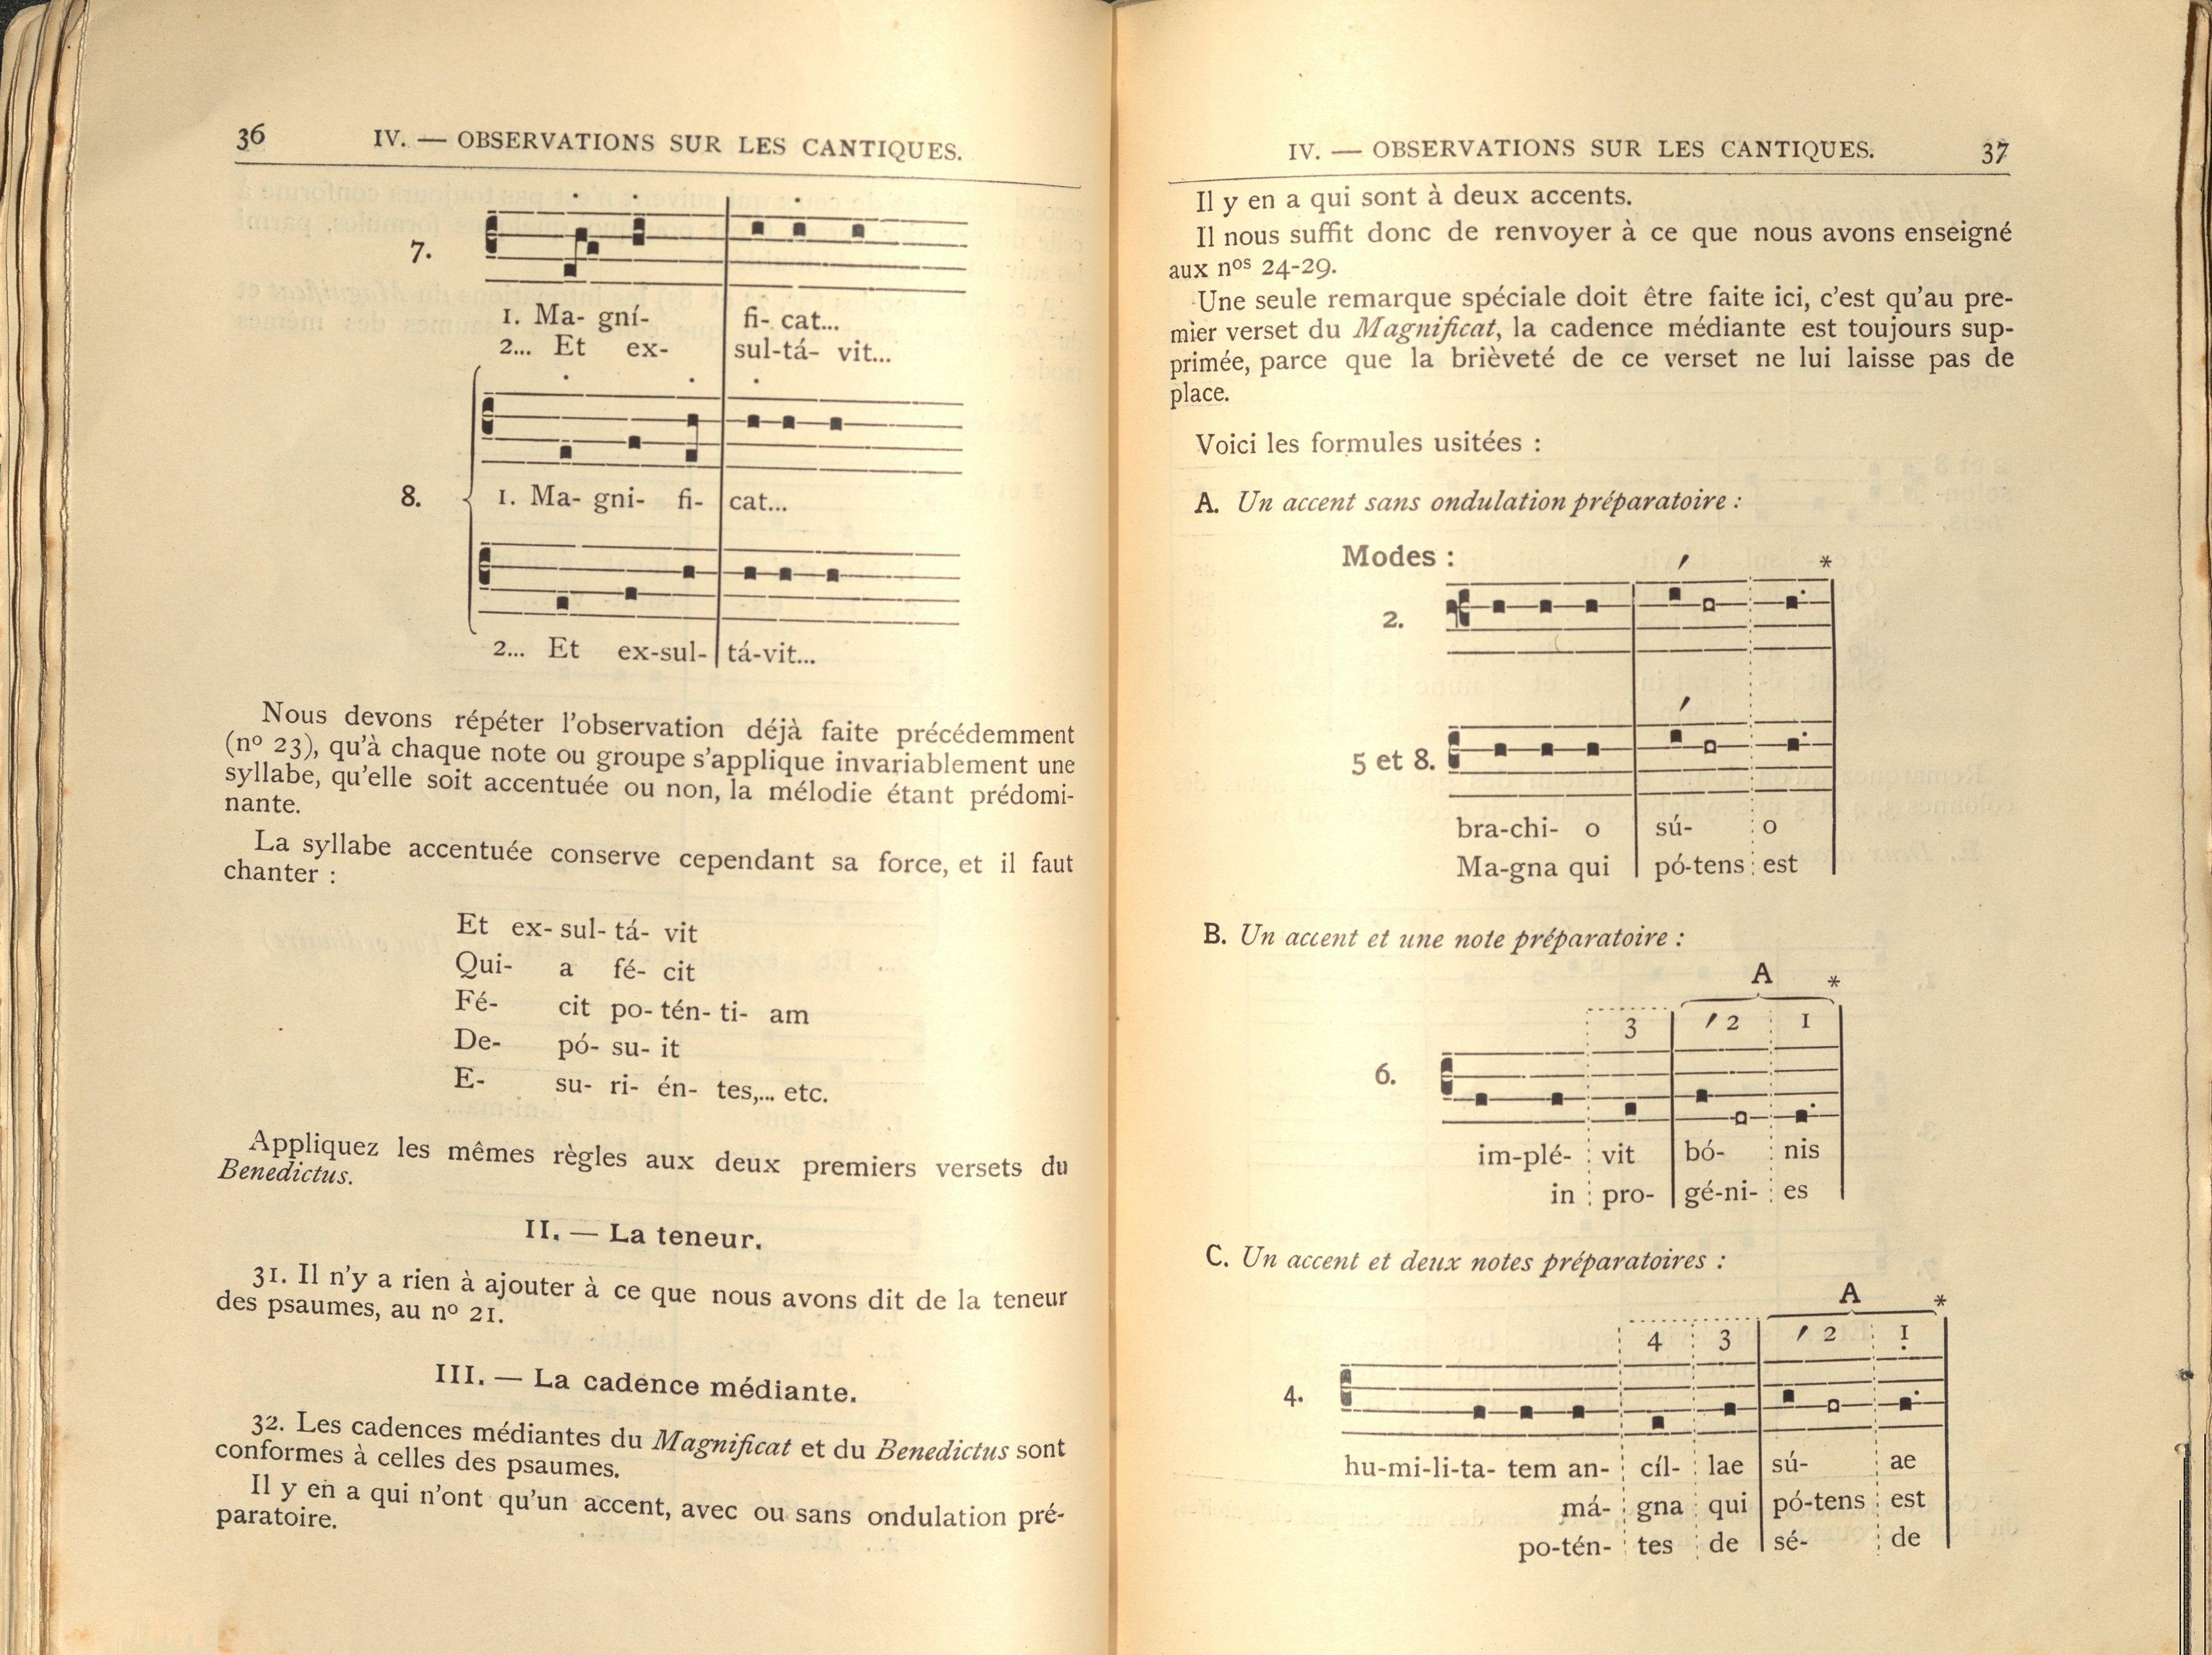 36 IV. — OBSERVATIONS SUR LES CANTIQUES.
7.
1. Ma- gní- fi- cat...
2... Et ex- sul-tá- vit...
8.
1. Ma- gni- fi- cat...
2... Et ex-sul- tá-vit...
Nous devons répéter l'observation déjà faite précédemment
(nº 23), qu'à chaque note ou groupe s'applique invariablement une
syllabe, qu'elle soit accentuée ou non, la mélodie étant prédomi-
nante.
La syllabe accentuée conserve cependant sa force, et il faut
chanter :
Et ex- sul- tá- vit
Qui- a fé- cit
Fé- cit po- tén- ti- am
De- pó- su- it
E- su- ri- én- tes,... etc.
Appliquez les mêmes règles aux deux premiers versets du
Benedictus.
II. — La teneur.
31. Il n'y a rien à ajouter à ce que nous avons dit de la teneur
des psaumes, au nº 21.
III. — La cadence médiante.
32. Les cadences médiantes du Magnificat et du Benedictus sont
conformes à celles des psaumes.
Il y en a qui n'ont qu'un accent, avec ou sans ondulation pré-
paratoire.
IV. — OBSERVATIONS SUR LES CANTIQUES. 37
Il y en a qui sont à deux accents.
Il nous suffit donc de renvoyer à ce que nous avons enseigné
aux nos 24-29.
Une seule remarque spéciale doit être faite ici, c'est qu'au pre-
mier verset du Magnificat, la cadence médiante est toujours sup-
primée, parce que la brièveté de ce verset ne lui laisse pas de
place.
Voici les formules usitées :
A. Un accent sans ondulation préparatoire :
Modes : *
2.
5 et 8.
bra-chi- o sú- o
Ma-gna qui pó-tens est
B. Un accent et une note préparatoire :
A *
3 2 1
6.
im-plé- vit bó- nis
in pro- gé-ni- es
C. Un accent et deux notes préparatoires :
A *
4 3 2 1
4.
hu-mi-li-ta- tem an- cíl- lae sú- ae
má- gna qui pó-tens est
po-tén- tes de sé- de